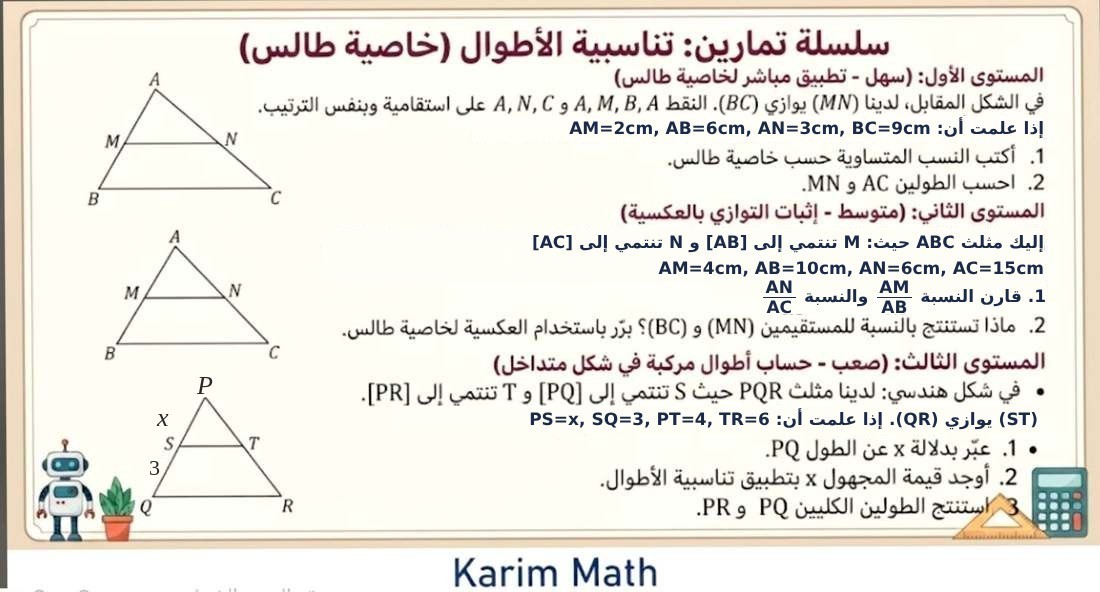 سلسلة تمارين: تناسبية الأطوال (خاصية طالس)
المستوى الأول: (سهل - تطبيق مباشر لخاصية طالس)
في الشكل المقابل، لدينا (MN) يوازي (BC). النقط A, M, B, A و A, N, C على استقامية وبنفس الترتيب.
إذا علمت أن: AM=2cm, AB=6cm, AN=3cm, BC=9cm
1. أكتب النسب المتساوية حسب خاصية طالس.
2. احسب الطولين AC و MN.
A
M
N
B
C
المستوى الثاني: (متوسط - إثبات التوازي بالعكسية)
إليك مثلث ABC حيث: M تنتمي إلى [AB] و N تنتمي إلى [AC]
AM=4cm, AB=10cm, AN=6cm, AC=15cm
1. قارن النسبة AM/AB والنسبة AN/AC
2. ماذا تستنتج بالنسبة للمستقيمين (MN) و (BC)؟ برّر باستخدام العكسية لخاصية طالس.
A
M
N
B
C
المستوى الثالث: (صعب - حساب أطوال مركبة في شكل متداخل)
• في شكل هندسي: لدينا مثلث PQR حيث S تنتمي إلى [PQ] و T تنتمي إلى [PR].
(ST) يوازي (QR). إذا علمت أن: PS=x, SQ=3, PT=4, TR=6
• 1. عبّر بدلالة x عن الطول PQ.
2. أوجد قيمة المجهول x بتطبيق تناسبية الأطوال.
3 استنتج الطولين الكليين PQ و PR.
P
x
S
T
3
Q
R
Karim Math